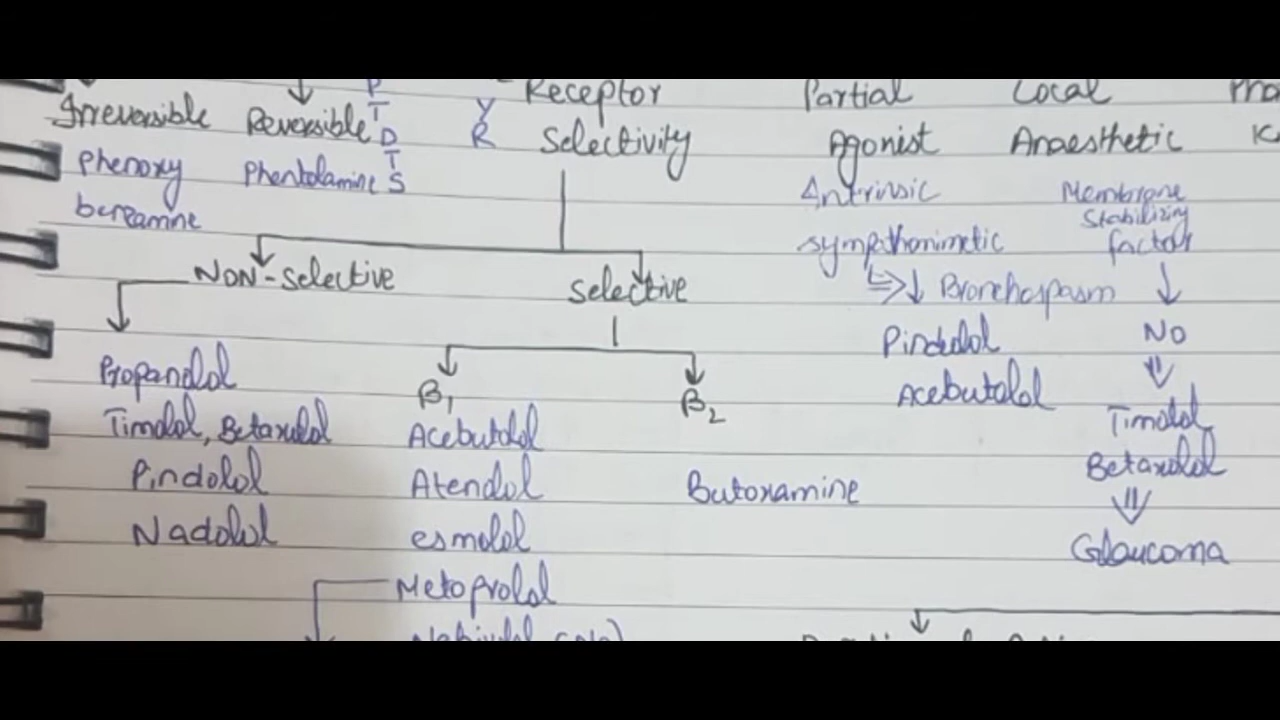 Irreversible
Phenoxy
benzamine
Reversible
Phentolamine
P
T
D
T
S
Y
R
Receptor
Selectivity
Non-Selective
Selective
Propanolol
Timolol, Betaxolol
Pindolol
Nadolol
β1
Acebutolol
Atenolol
esmolol
Metoprolol
β2
Butoxamine
Partial
Agonist
Intrinsic
sympathomimetic
↳ ↓ Bronchospasm
Pindolol
Acebutolol
Local
Anaesthetic
Membrane
Stabilizing
factor
↓
NO
⇓
Timolol
Betaxolol
⇓
Glaucoma